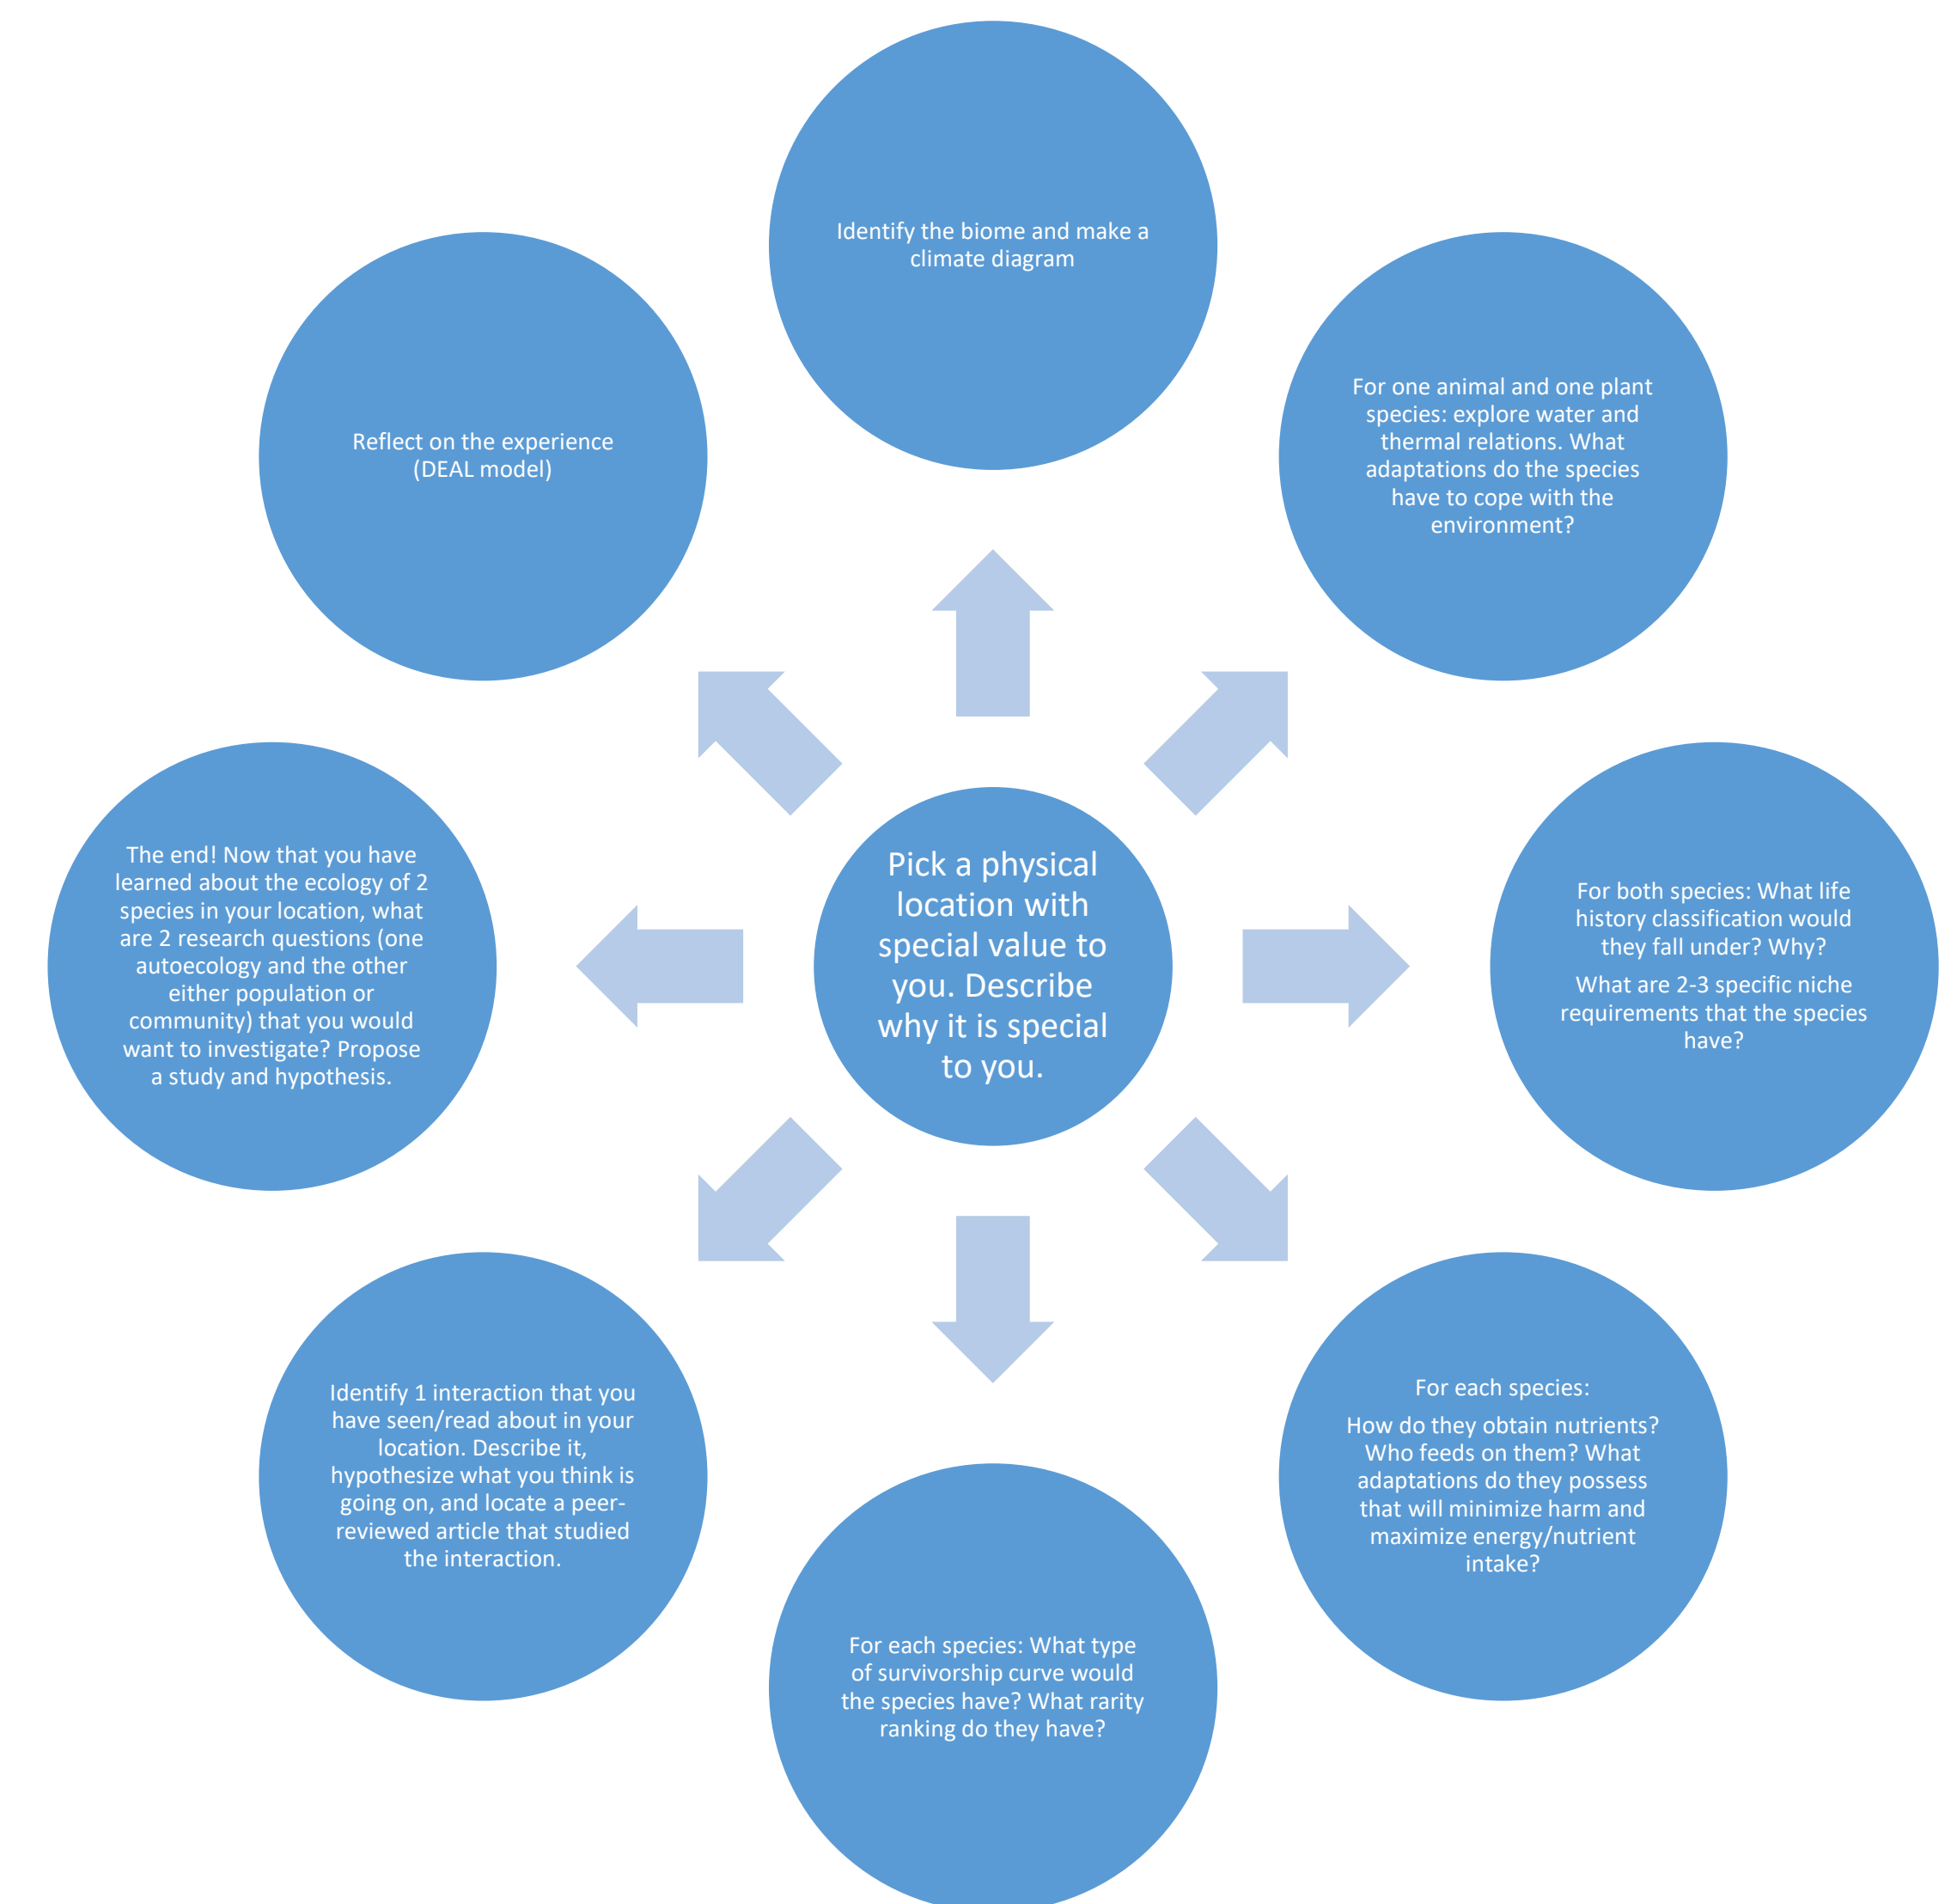 Identify the biome and make a
climate diagram
For one animal and one plant
species: explore water and
thermal relations. What
adaptations do the species
have to cope with the
environment?
For both species: What life
history classification would
they fall under? Why?
What are 2-3 specific niche
requirements that the species
have?
For each species:
How do they obtain nutrients?
Who feeds on them? What
adaptations do they possess
that will minimize harm and
maximize energy/nutrient
intake?
For each species: What type
of survivorship curve would
the species have? What rarity
ranking do they have?
Identify 1 interaction that you
have seen/read about in your
location. Describe it,
hypothesize what you think is
going on, and locate a peer-
reviewed article that studied
the interaction.
The end! Now that you have
learned about the ecology of 2
species in your location, what
are 2 research questions (one
autoecology and the other
either population or
community) that you would
want to investigate? Propose
a study and hypothesis.
Reflect on the experience
(DEAL model)
Pick a physical
location with
special value to
you. Describe
why it is special
to you.